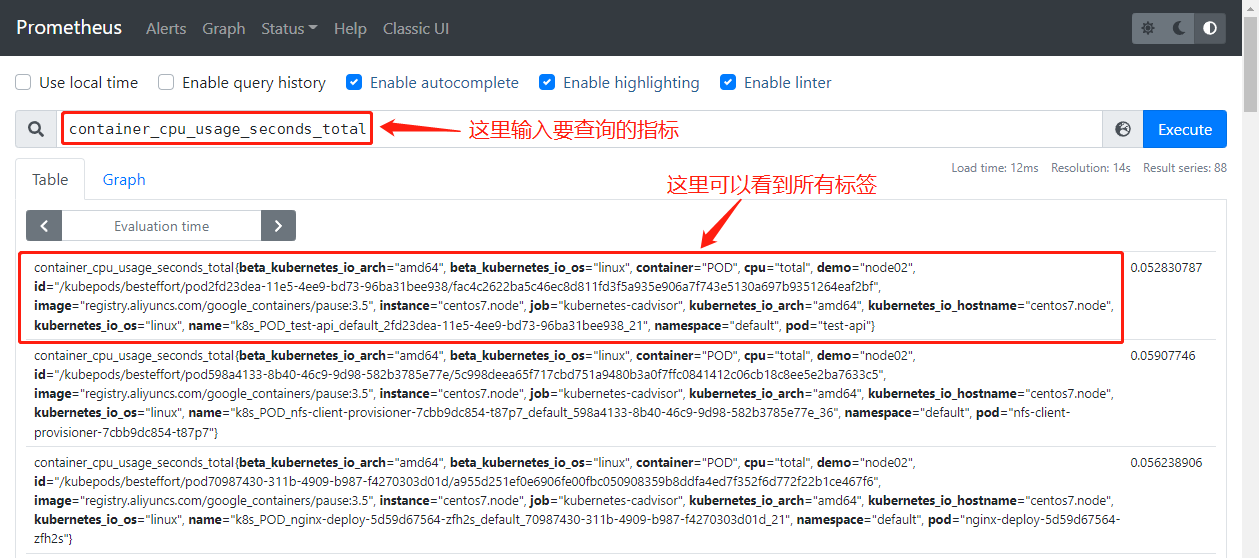 Prometheus Alerts Graph Status Help Classic UI
Use local time Enable query history Enable autocomplete Enable highlighting Enable linter
container_cpu_usage_seconds_total 这里输入要查询的指标 Execute
Table Graph Load time: 12ms Resolution: 14s Result series: 88
这里可以看到所有标签
Evaluation time
container_cpu_usage_seconds_total{beta_kubernetes_io_arch="amd64", beta_kubernetes_io_os="linux", container="POD", cpu="total", demo="node02", 0.052830787
id="/kubepods/besteffort/pod2fd23dea-11e5-4ee9-bd73-96ba31bee938/fac4c2622ba5c46ec8d811fd3f5a935e906a7f743e5130a697b9351264eaf2bf",
image="registry.aliyuncs.com/google_containers/pause:3.5", instance="centos7.node", job="kubernetes-cadvisor", kubernetes_io_arch="amd64", kubernetes_io_hostname="centos7.node",
kubernetes_io_os="linux", name="k8s_POD_test-api_default_2fd23dea-11e5-4ee9-bd73-96ba31bee938_21", namespace="default", pod="test-api"}
container_cpu_usage_seconds_total{beta_kubernetes_io_arch="amd64", beta_kubernetes_io_os="linux", container="POD", cpu="total", demo="node02", 0.05907746
id="/kubepods/besteffort/pod598a4133-8b40-46c9-9d98-582b3785e77e/5c998deea65f717cbd751a9480b3a0f7ffc0841412c06cb18c8ee5e2ba7633c5",
image="registry.aliyuncs.com/google_containers/pause:3.5", instance="centos7.node", job="kubernetes-cadvisor", kubernetes_io_arch="amd64", kubernetes_io_hostname="centos7.node",
kubernetes_io_os="linux", name="k8s_POD_nfs-client-provisioner-7cbb9dc854-t87p7_default_598a4133-8b40-46c9-9d98-582b3785e77e_36", namespace="default", pod="nfs-client-
provisioner-7cbb9dc854-t87p7"}
container_cpu_usage_seconds_total{beta_kubernetes_io_arch="amd64", beta_kubernetes_io_os="linux", container="POD", cpu="total", demo="node02", 0.056238906
id="/kubepods/besteffort/pod70987430-311b-4909-b987-f4270303d01d/a955d251ef0e6906fe00fbc050908359b8ddfa4ed7f352f6d772f22b1ce467f6",
image="registry.aliyuncs.com/google_containers/pause:3.5", instance="centos7.node", job="kubernetes-cadvisor", kubernetes_io_arch="amd64", kubernetes_io_hostname="centos7.node",
kubernetes_io_os="linux", name="k8s_POD_nginx-deploy-5d59d67564-zfh2s_default_70987430-311b-4909-b987-f4270303d01d_21", namespace="default", pod="nginx-deploy-5d59d67564-
zfh2s"}